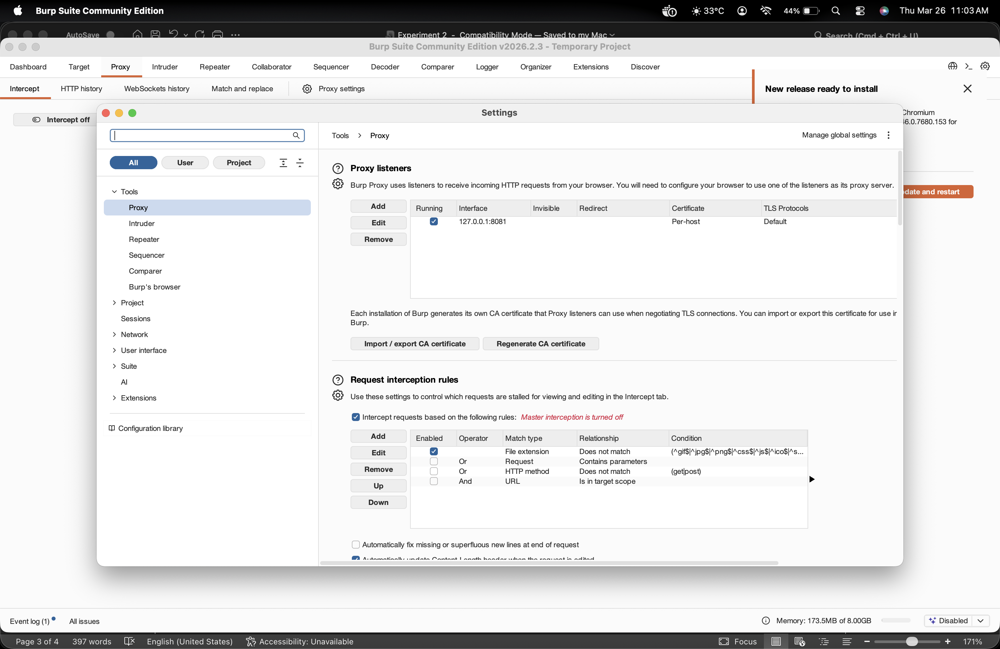 Burp Suite Community Edition
33°C
44%
Thu Mar 26 11:03 AM
AutoSave
Experiment 2 - Compatibility Mode — Saved to my Mac
Search (Cmd + Ctrl + U)
Burp Suite Community Edition v2026.2.3 - Temporary Project
Dashboard Target Proxy Intruder Repeater Collaborator Sequencer Decoder Comparer Logger Organizer Extensions Discover
Intercept HTTP history WebSockets history Match and replace Proxy settings
New release ready to install
Intercept off
Chromium
46.0.7680.153 for
date and restart
Settings
Tools > Proxy
Manage global settings
All User Project
Tools
Proxy
Intruder
Repeater
Sequencer
Comparer
Burp's browser
Project
Sessions
Network
User interface
Suite
AI
Extensions
Configuration library
Proxy listeners
Burp Proxy uses listeners to receive incoming HTTP requests from your browser. You will need to configure your browser to use one of the listeners as its proxy server.
Add
Edit
Remove
Running Interface Invisible Redirect Certificate TLS Protocols
127.0.0.1:8081 Per-host Default
Each installation of Burp generates its own CA certificate that Proxy listeners can use when negotiating TLS connections. You can import or export this certificate for use ir
Burp.
Import / export CA certificate
Regenerate CA certificate
Request interception rules
Use these settings to control which requests are stalled for viewing and editing in the Intercept tab.
Intercept requests based on the following rules: Master interception is turned off
Add
Edit
Remove
Up
Down
Enabled Operator Match type Relationship Condition
File extension Does not match (^gif$|^jpg$|^png$|^css$|^js$|^ico$|^s...
Or Request Contains parameters
Or HTTP method Does not match (get|post)
And URL Is in target scope
Automatically fix missing or superfluous new lines at end of request
Automatically update Content-Length header when the request is edited
Event log (1) All issues
Memory: 173.5MB of 8.00GB
Disabled
Page 3 of 4 397 words English (United States) Accessibility: Unavailable
Focus
171%